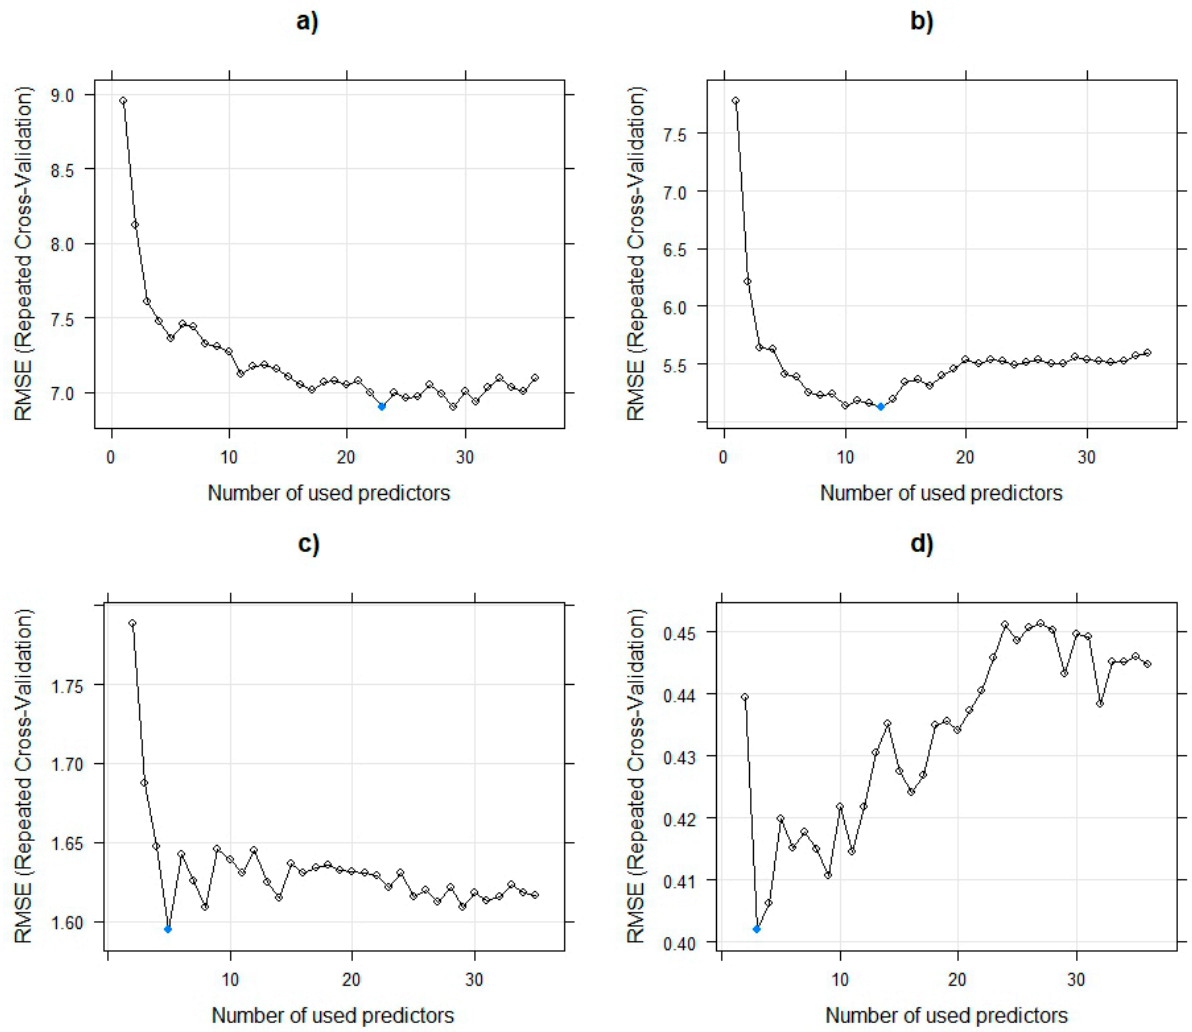 a)
RMSE (Repeated Cross-Validation)
9.0
8.5
8.0
7.5
7.0
0
10
20
30
Number of used predictors
b)
RMSE (Repeated Cross-Validation)
7.5
7.0
6.5
6.0
5.5
0
10
20
30
Number of used predictors
c)
RMSE (Repeated Cross-Validation)
1.75
1.70
1.65
1.60
10
20
30
Number of used predictors
d)
RMSE (Repeated Cross-Validation)
0.45
0.44
0.43
0.42
0.41
0.40
10
20
30
Number of used predictors